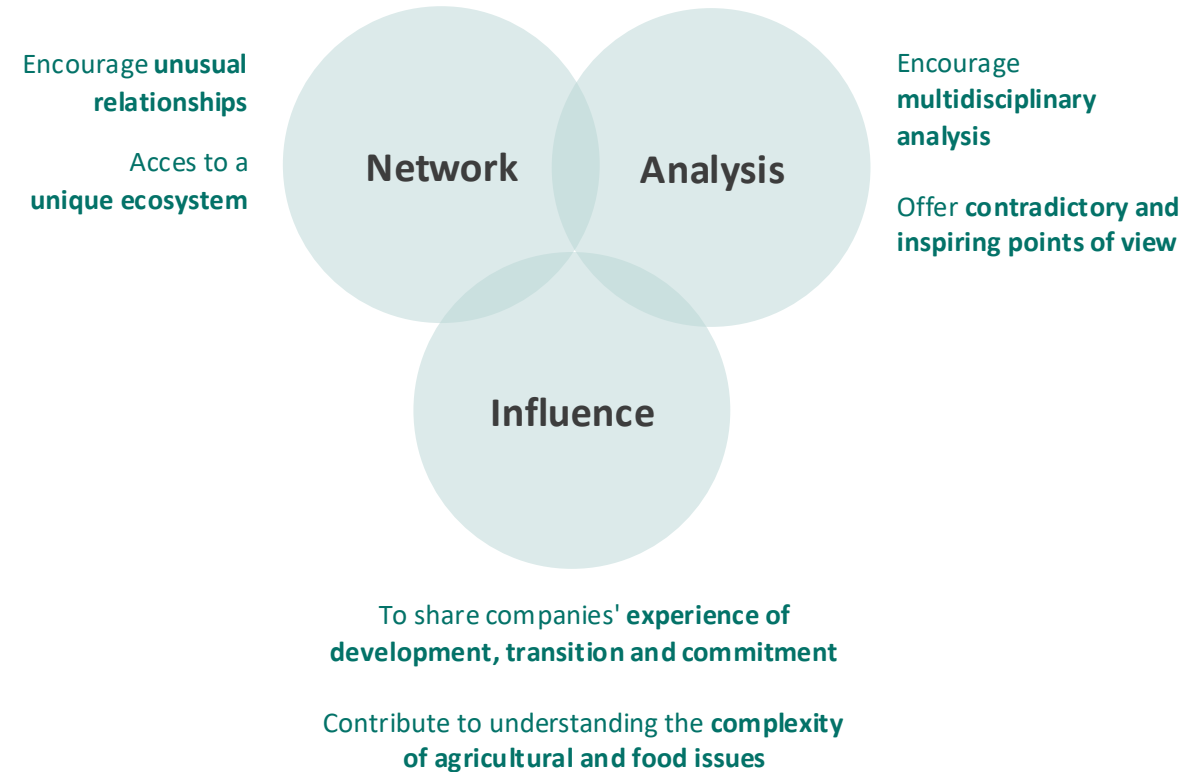 Encourage unusual
relationships
Acces to a
unique ecosystem
Network
Analysis
Encourage
multidisciplinary
analysis
Offer contradictory and
inspiring points of view
Influence
To share companies' experience of
development, transition and commitment
Contribute to understanding the complexity
of agricultural and food issues